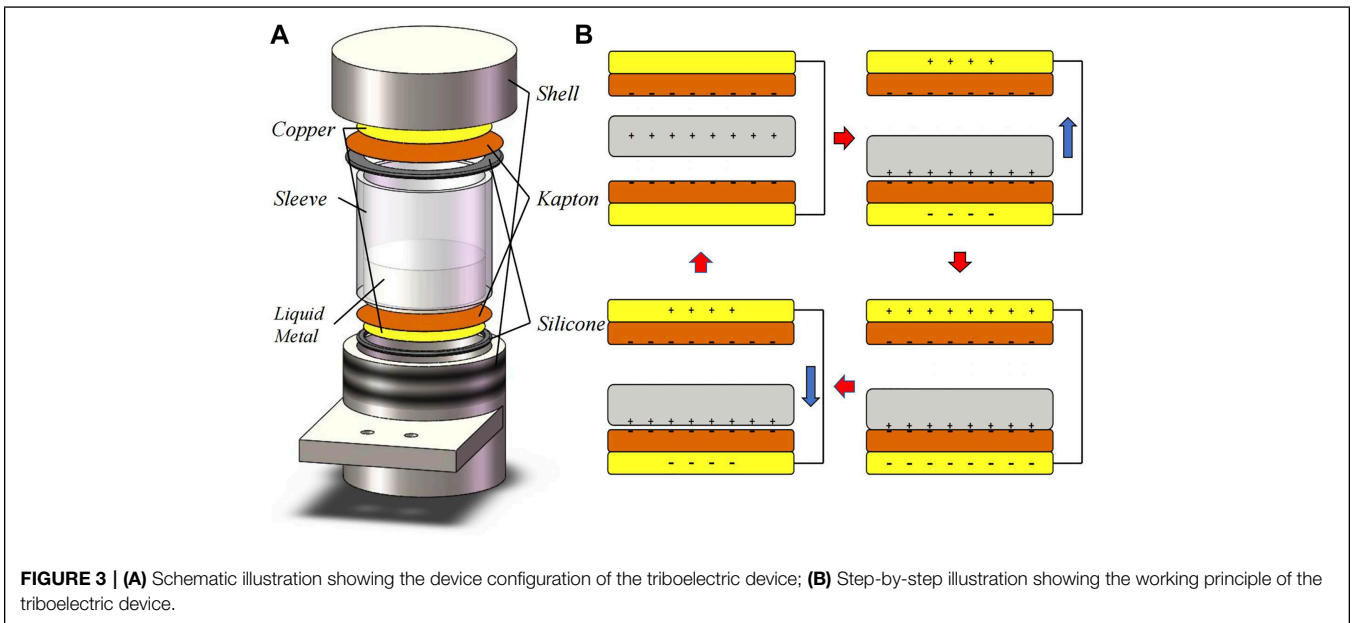 A
B
Shell
Copper
Sleeve
Kapton
Liquid
Metal
Silicone
+ + + +
- - - - - - -
- - - - - - -
+ + + + + + + +
+ + + + + + + +
- - - - - - -
- - - - - - -
- - - -
+ + + +
+ + + + + + + +
- - - - - - -
- - - - - - -
+ + + + + + + +
+ + + + + + + +
- - - - - - -
- - - - - - -
- - - -
- - - - - - - -
FIGURE 3 | (A) Schematic illustration showing the device configuration of the triboelectric device; (B) Step-by-step illustration showing the working principle of the
triboelectric device.